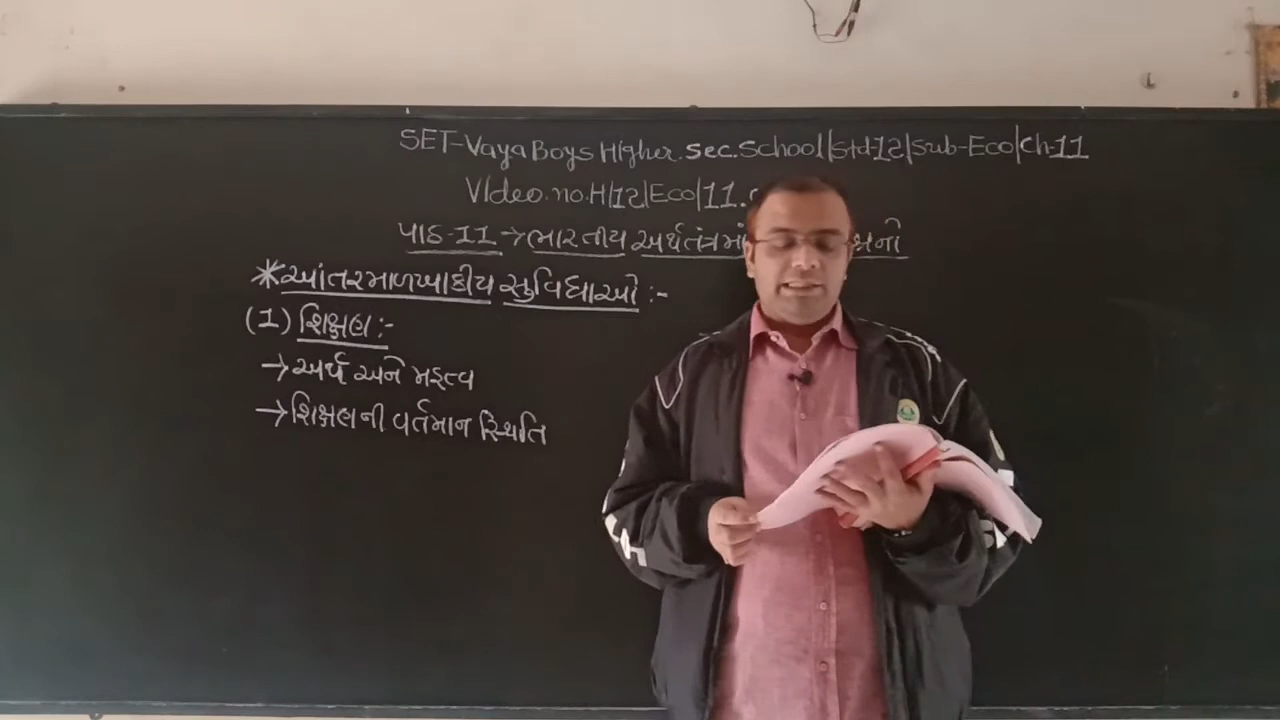 SET-Vaya Boys Higher.sec.School|Std-12|Sub-Eco|Ch-11
Video.no.H|12|Eco|11.
પાઠ-11 → ભારતીય અર્થતંત્રમાં
*આંતરમાળખાકીય સુવિધાઓ :-
(1) શિક્ષણ :-
→ અર્થ અને મહત્વ
→ શિક્ષણની વર્તમાન સ્થિતિ